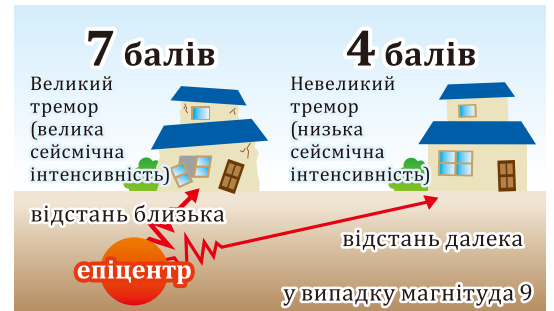 7 балів
Великий
тремор
(велика
сейсмічна
інтенсивність)
4 балів
Невеликий
тремор
(низька
сейсмічна
інтенсивність)
відстань близька
відстань далека
епіцентр
у випадку магнітуда 9